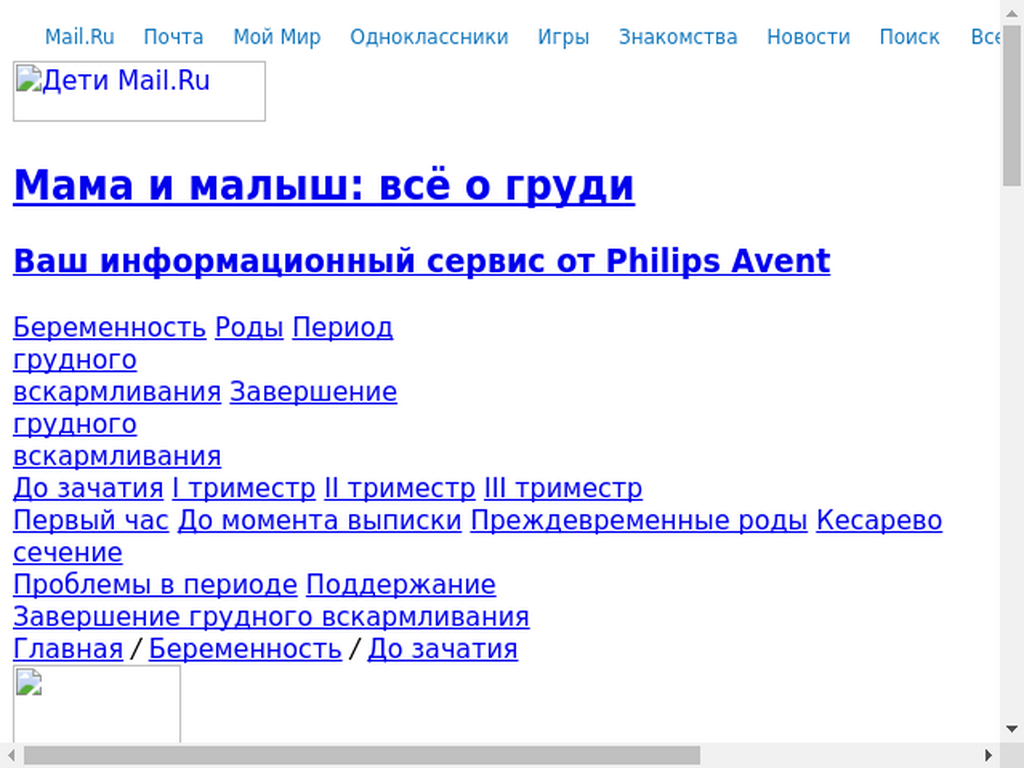 Mail.Ru Почта Мой Мир Одноклассники Игры Знакомства Новости Поиск
Дети Mail.Ru
Мама и малыш: всё о груди
Ваш информационный сервис от Philips Avent
Беременность Роды Период
грудного
вскармливания Завершение
грудного
вскармливания
До зачатия I триместр II триместр III триместр
Первый час До момента выписки Преждевременные роды Кесарево
сечение
Проблемы в периоде Поддержание
Завершение грудного вскармливания
Главная / Беременность / До зачатия